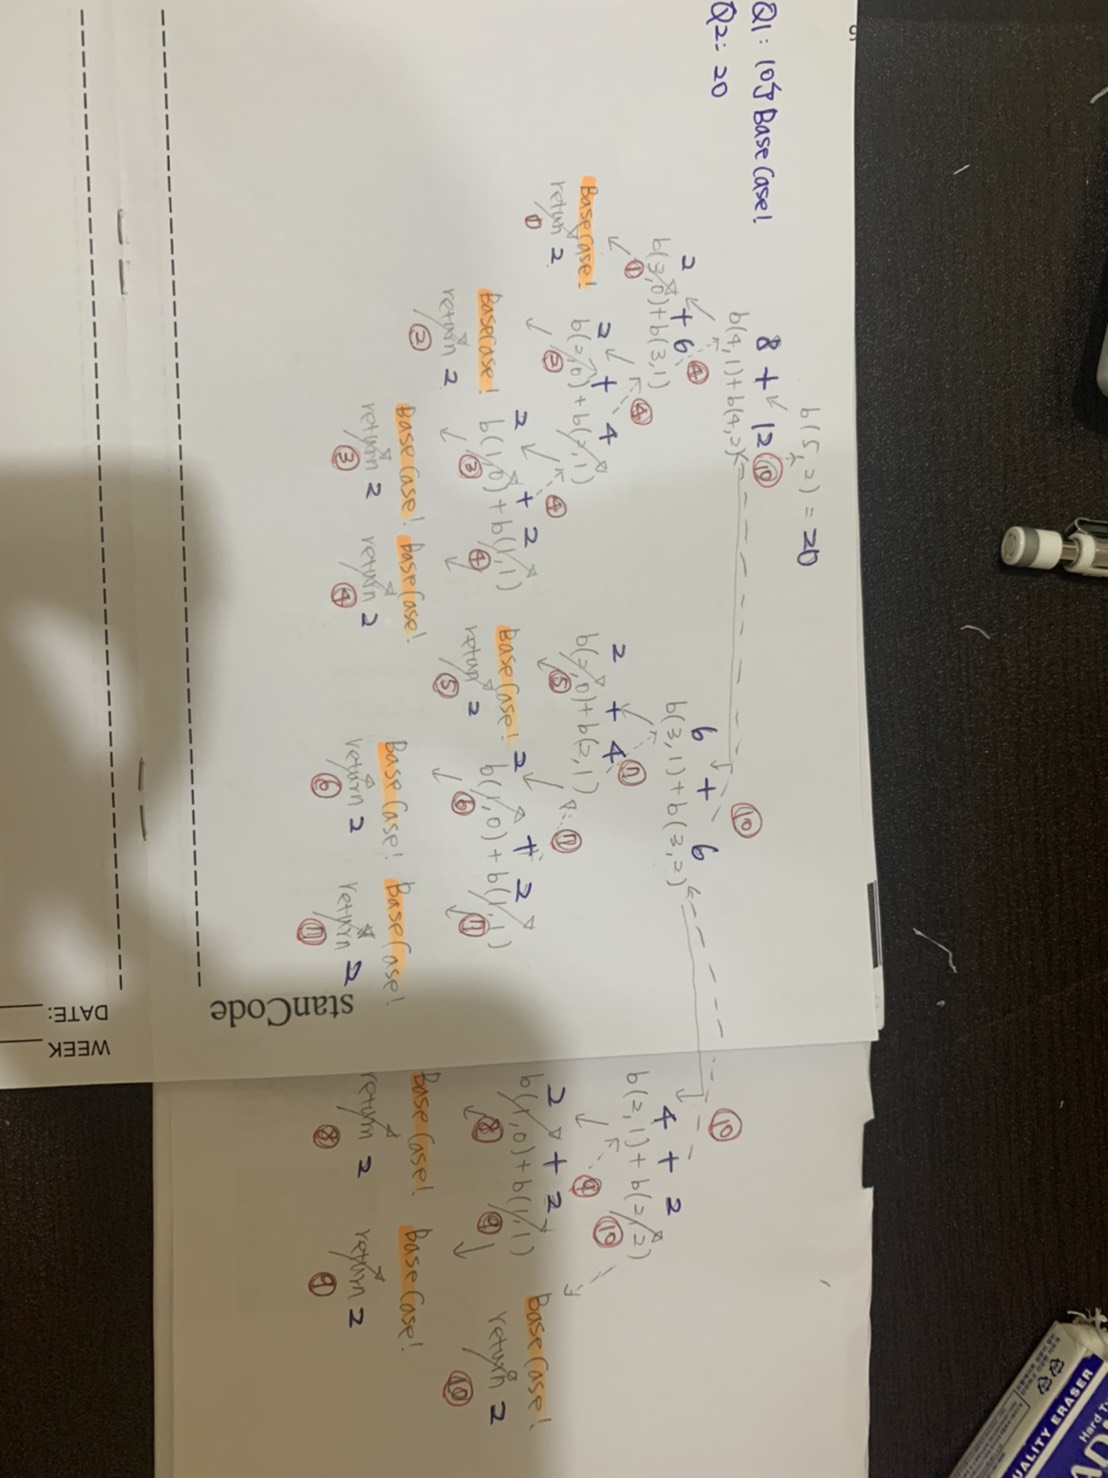 b(5,2) = 20
Q1: 10個 Base Case!
Q2: 20
8 + 12 ⑩
b(4,1)+b(4,2)
2 + 6 ④
b(3,0)+b(3,1)
① ④
Base Case!
return 2
①
2 + 4
b(2,0) + b(2,1)
② ④
Base Case!
return 2
②
2 + 2
b(1,0) + b(1,1)
③ ④
Base Case! Base Case!
return 2 return 2
③ ④
⑩
6 + 6
b(3,1) + b(3,2)
⑦
2 + 4
b(2,0)+b(2,1)
⑤ ⑦
Base Case!
return 2
⑤
2 + 2
b(1,0) + b(1,1)
⑥ ⑦
Base Case! Base Case!
return 2 return 2
⑥ ⑦
⑩
4 + 2
b(2,1) + b(2,2)
⑨ ⑩
2 + 2
b(1,0) + b(1,1)
⑧ ⑨
Base Case!
return 2
⑩
Base Case! Base Case!
return 2 return 2
⑧ ⑨
stanCode
WEEK
DATE:
QUALITY ERASER